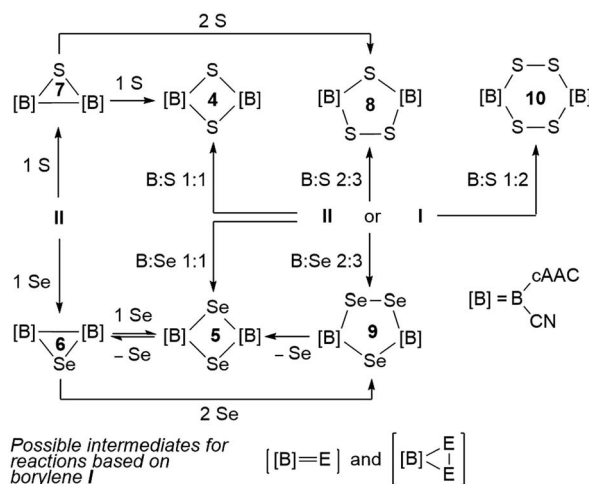 2 S
S
7
[B] [B]
1 S
S
[B] 4 [B]
S
S
[B] 8 [B]
S S
S S
[B] 10 [B]
S S
1 S
B:S 1:1
B:S 2:3
B:S 1:2
II
II or I
1 Se
B:Se 1:1
B:Se 2:3
[B] [B]
6
Se
1 Se
– Se
Se
[B] 5 [B]
Se
– Se
Se Se
9
[B] [B]
Se
[B] = B
cAAC
CN
2 Se
Possible intermediates for
reactions based on
borylene I
[ [B]=E ] and [ [B] E E ]